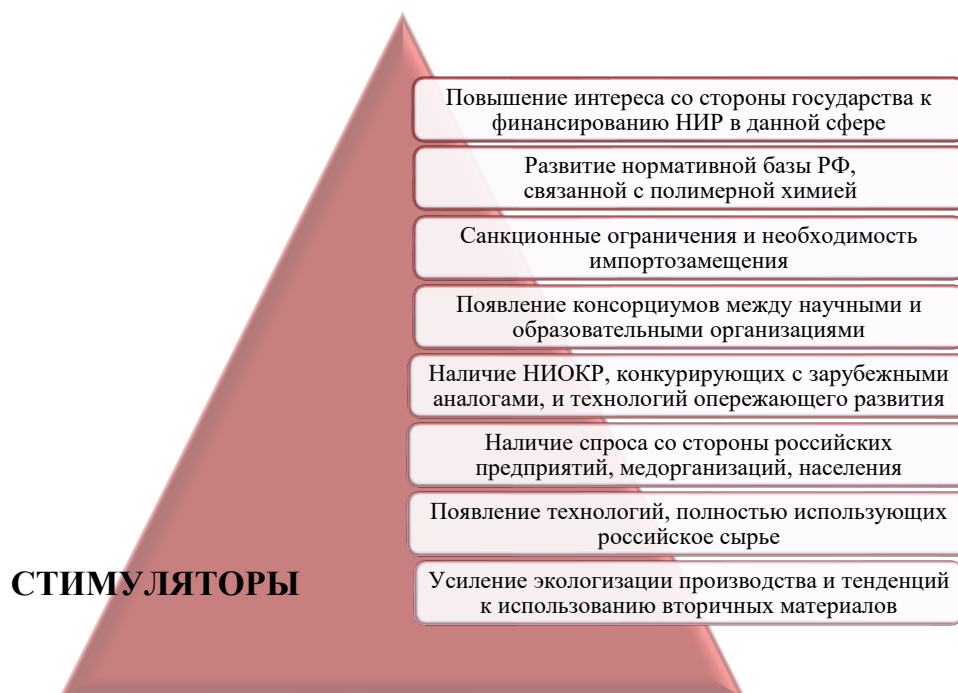 Повышение интереса со стороны государства к
финансированию НИР в данной сфере
Развитие нормативной базы РФ,
связанной с полимерной химией
Санкционные ограничения и необходимость
импортозамещения
Появление консорциумов между научными и
образовательными организациями
Наличие НИОКР, конкурирующих с зарубежными
аналогами, и технологий опережающего развития
Наличие спроса со стороны российских
предприятий, медорганизаций, населения
Появление технологий, полностью использующих
российское сырье
СТИМУЛЯТОРЫ
Усиление экологизации производства и тенденций
к использованию вторичных материалов